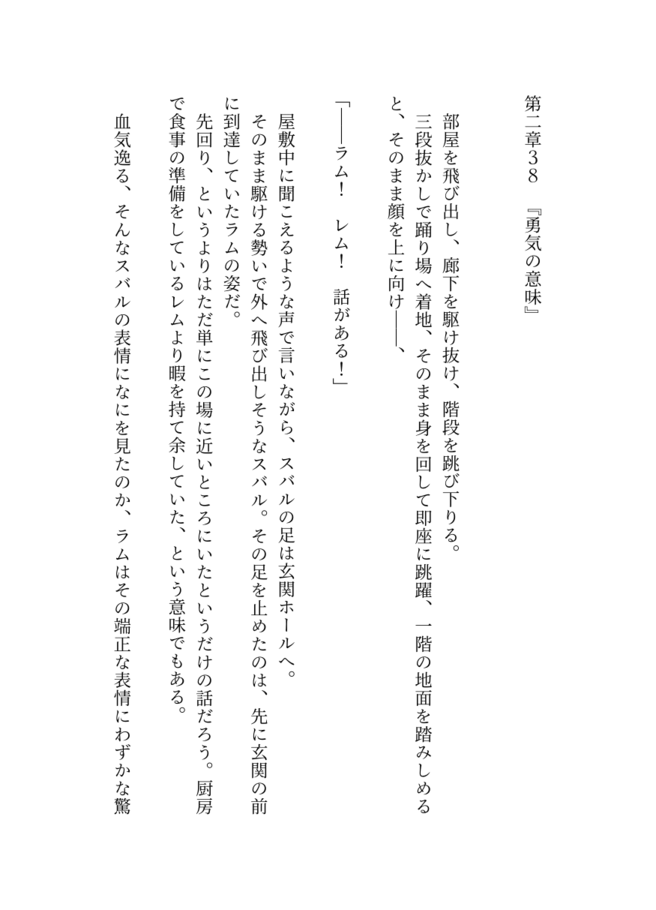 第二章３８　『勇気の意味』
　部屋を飛び出し、廊下を駆け抜け、階段を跳び下りる。
　三段抜かしで踊り場へ着地、そのまま身を回して即座に跳躍、一階の地面を踏みしめる
と、そのまま顔を上に向け――、
「――ラム！　レム！　話がある！」
　屋敷中に聞こえるような声で言いながら、スバルの足は玄関ホールへ。
　そのまま駆ける勢いで外へ飛び出しそうなスバル。その足を止めたのは、先に玄関の前
に到達していたラムの姿だ。
　先回り、というよりはただ単にこの場に近いところにいたというだけの話だろう。厨房
で食事の準備をしているレムより暇を持て余していた、という意味でもある。
　血気逸る、そんなスバルの表情になにを見たのか、ラムはその端正な表情にわずかな驚